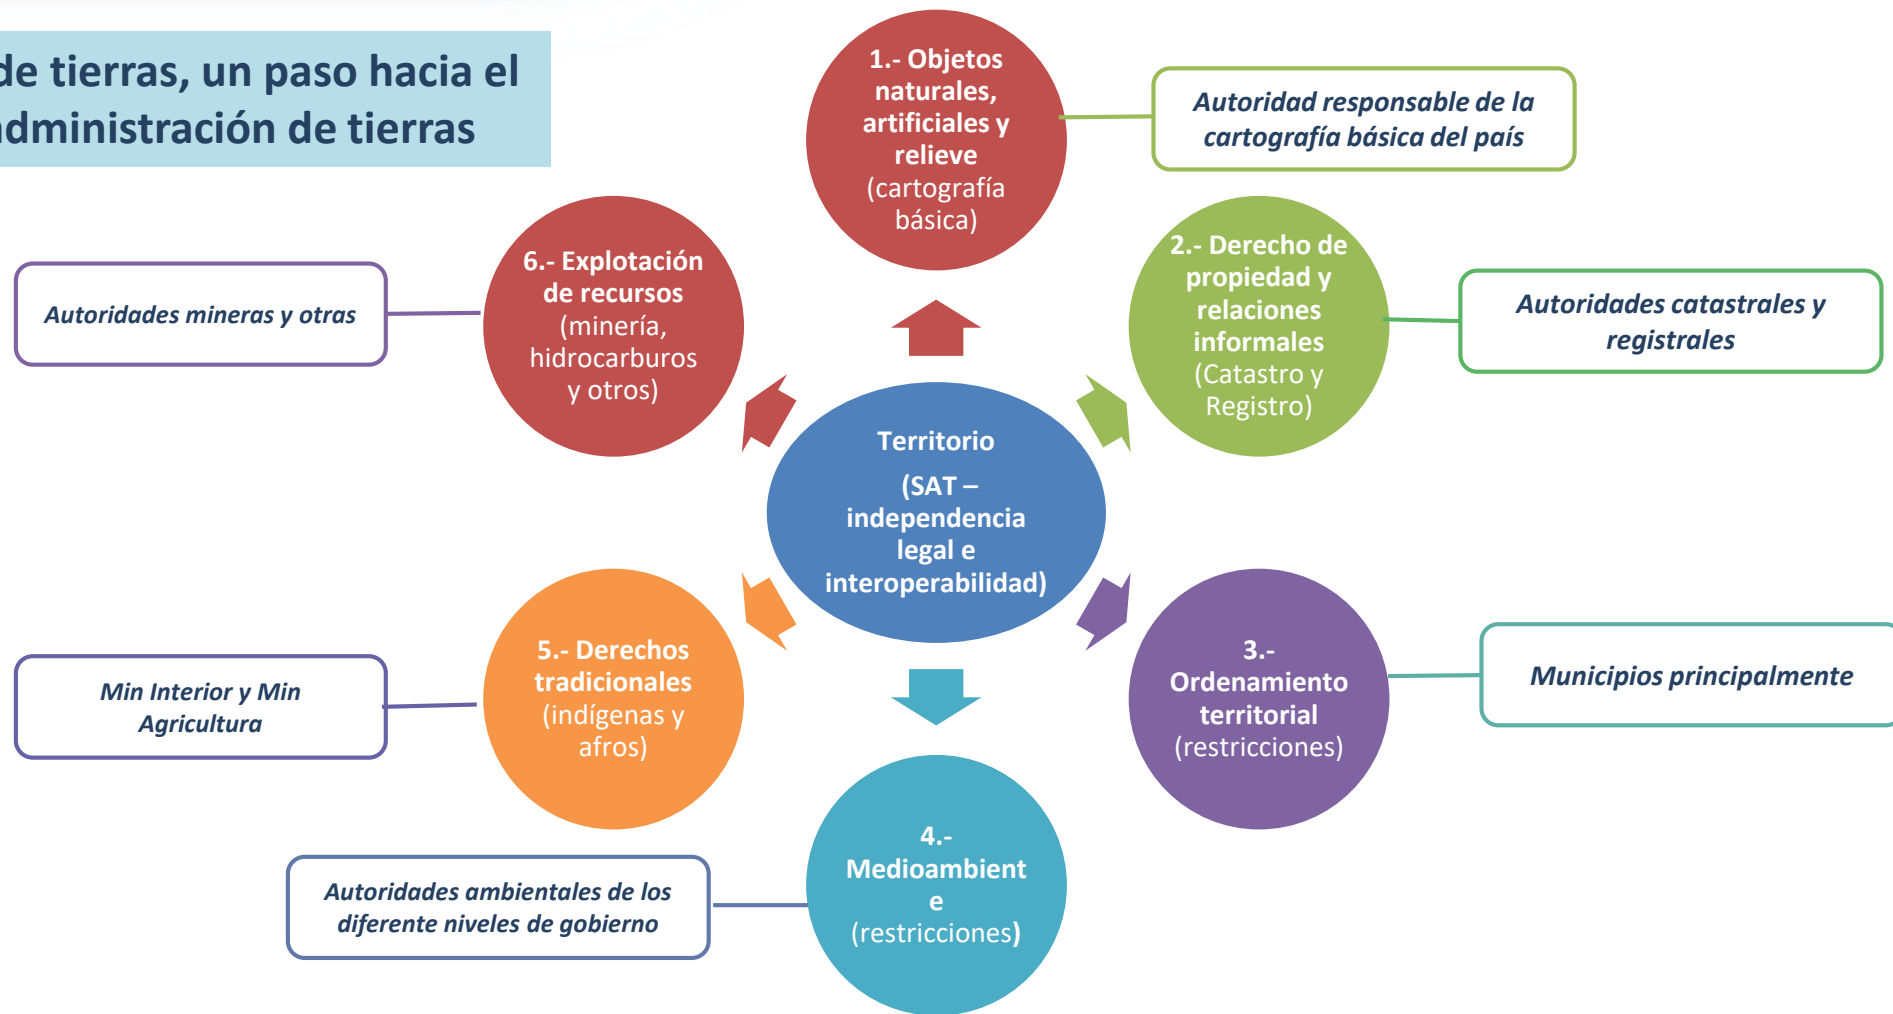 de tierras, un paso hacia el
administración de tierras
1.- Objetos
naturales,
artificiales y
relieve
(cartografía
básica)
Autoridad responsable de la
cartografía básica del país
2.- Derecho de
propiedad y
relaciones
informales
(Catastro y
Registro)
Autoridades catastrales y
registrales
3.-
Ordenamiento
territorial
(restricciones)
Municipios principalmente
4.-
Medioambient
e
(restricciones)
Autoridades ambientales de los
diferente niveles de gobierno
5.- Derechos
tradicionales
(indígenas y
afros)
Min Interior y Min
Agricultura
6.- Explotación
de recursos
(minería,
hidrocarburos
y otros)
Autoridades mineras y otras
Territorio
(SAT –
independencia
legal e
interoperabilidad)